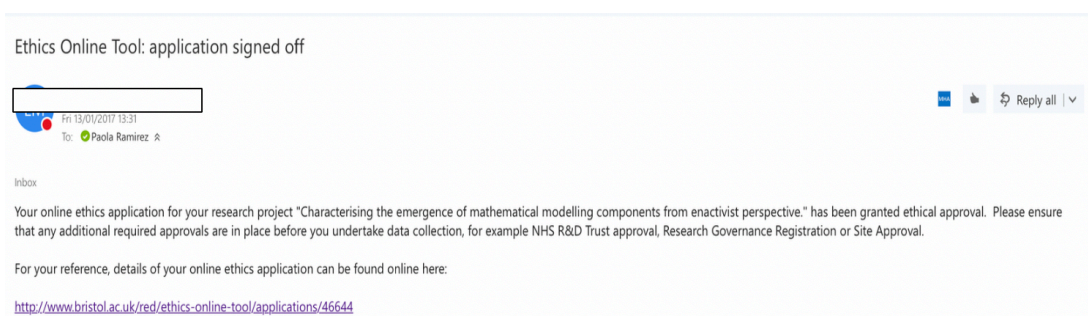 Ethics Online Tool: application signed off
Reply all
Fri 13/01/2017 13:31
To: Paola Ramirez
Inbox
Your online ethics application for your research project "Characterising the emergence of mathematical modelling components from enactivist perspective." has been granted ethical approval. Please ensure
that any additional required approvals are in place before you undertake data collection, for example NHS R&D Trust approval, Research Governance Registration or Site Approval.
For your reference, details of your online ethics application can be found online here:
http://www.bristol.ac.uk/red/ethics-online-tool/applications/46644